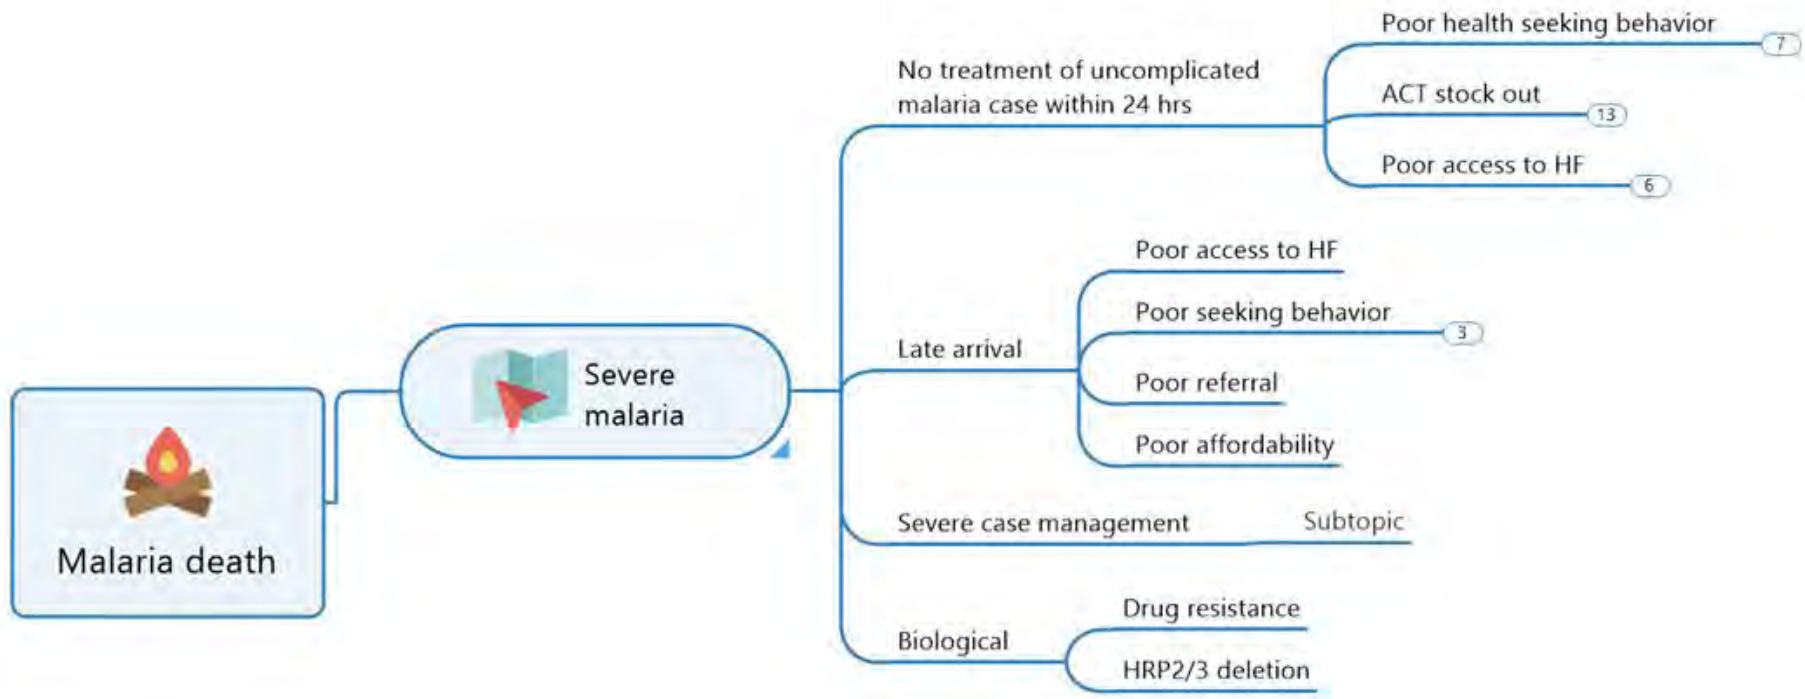 Malaria death
Severe
malaria
No treatment of uncomplicated
malaria case within 24 hrs
Poor health seeking behavior
7
ACT stock out
13
Poor access to HF
6
Late arrival
Poor access to HF
Poor seeking behavior
3
Poor referral
Poor affordability
Severe case management
Subtopic
Biological
Drug resistance
HRP2/3 deletion